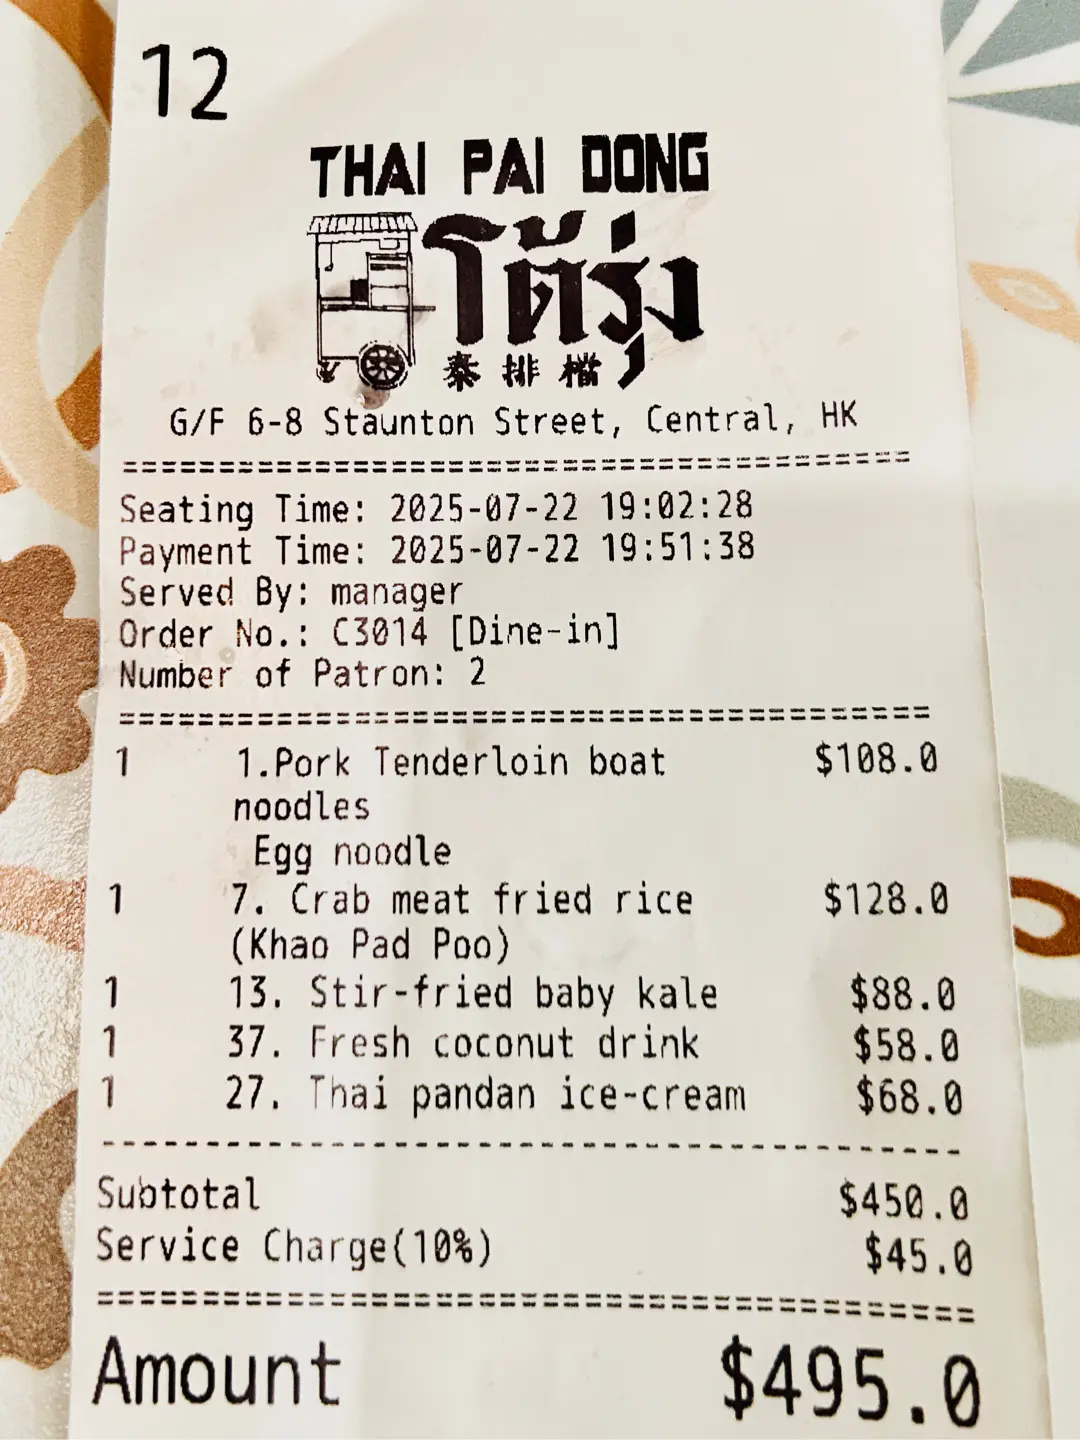 12
THAI PAI DONG
โต้รุ่ง
泰排檔
G/F 6-8 Staunton Street, Central, HK
=========================================
Seating Time: 2025-07-22 19:02:28
Payment Time: 2025-07-22 19:51:38
Served By: manager
Order No.: C3014 [Dine-in]
Number of Patron: 2
=========================================
1 1.Pork Tenderloin boat $108.0
noodles
Egg noodle
1 7. Crab meat fried rice $128.0
(Khao Pad Poo)
1 13. Stir-fried baby kale $88.0
1 37. Fresh coconut drink $58.0
1 27. Thai pandan ice-cream $68.0
-----------------------------------------
Subtotal $450.0
Service Charge(10%) $45.0
=========================================
Amount $495.0